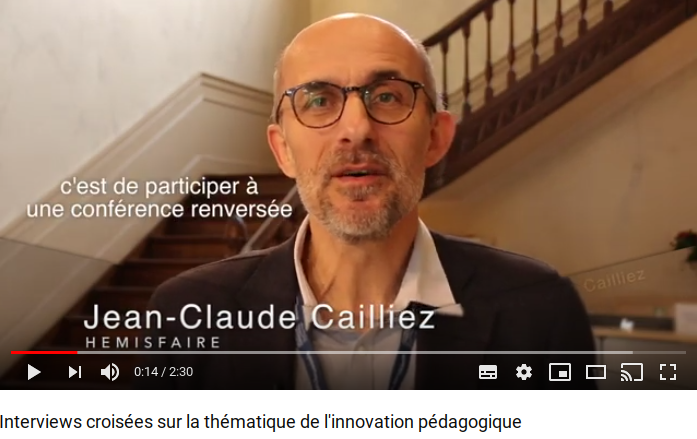 c'est de participer à
une conférence renversée
Cailliez
Jean-Claude Cailliez
HEMISFAIRE
0:14 / 2:30
Interviews croisées sur la thématique de l'innovation pédagogique